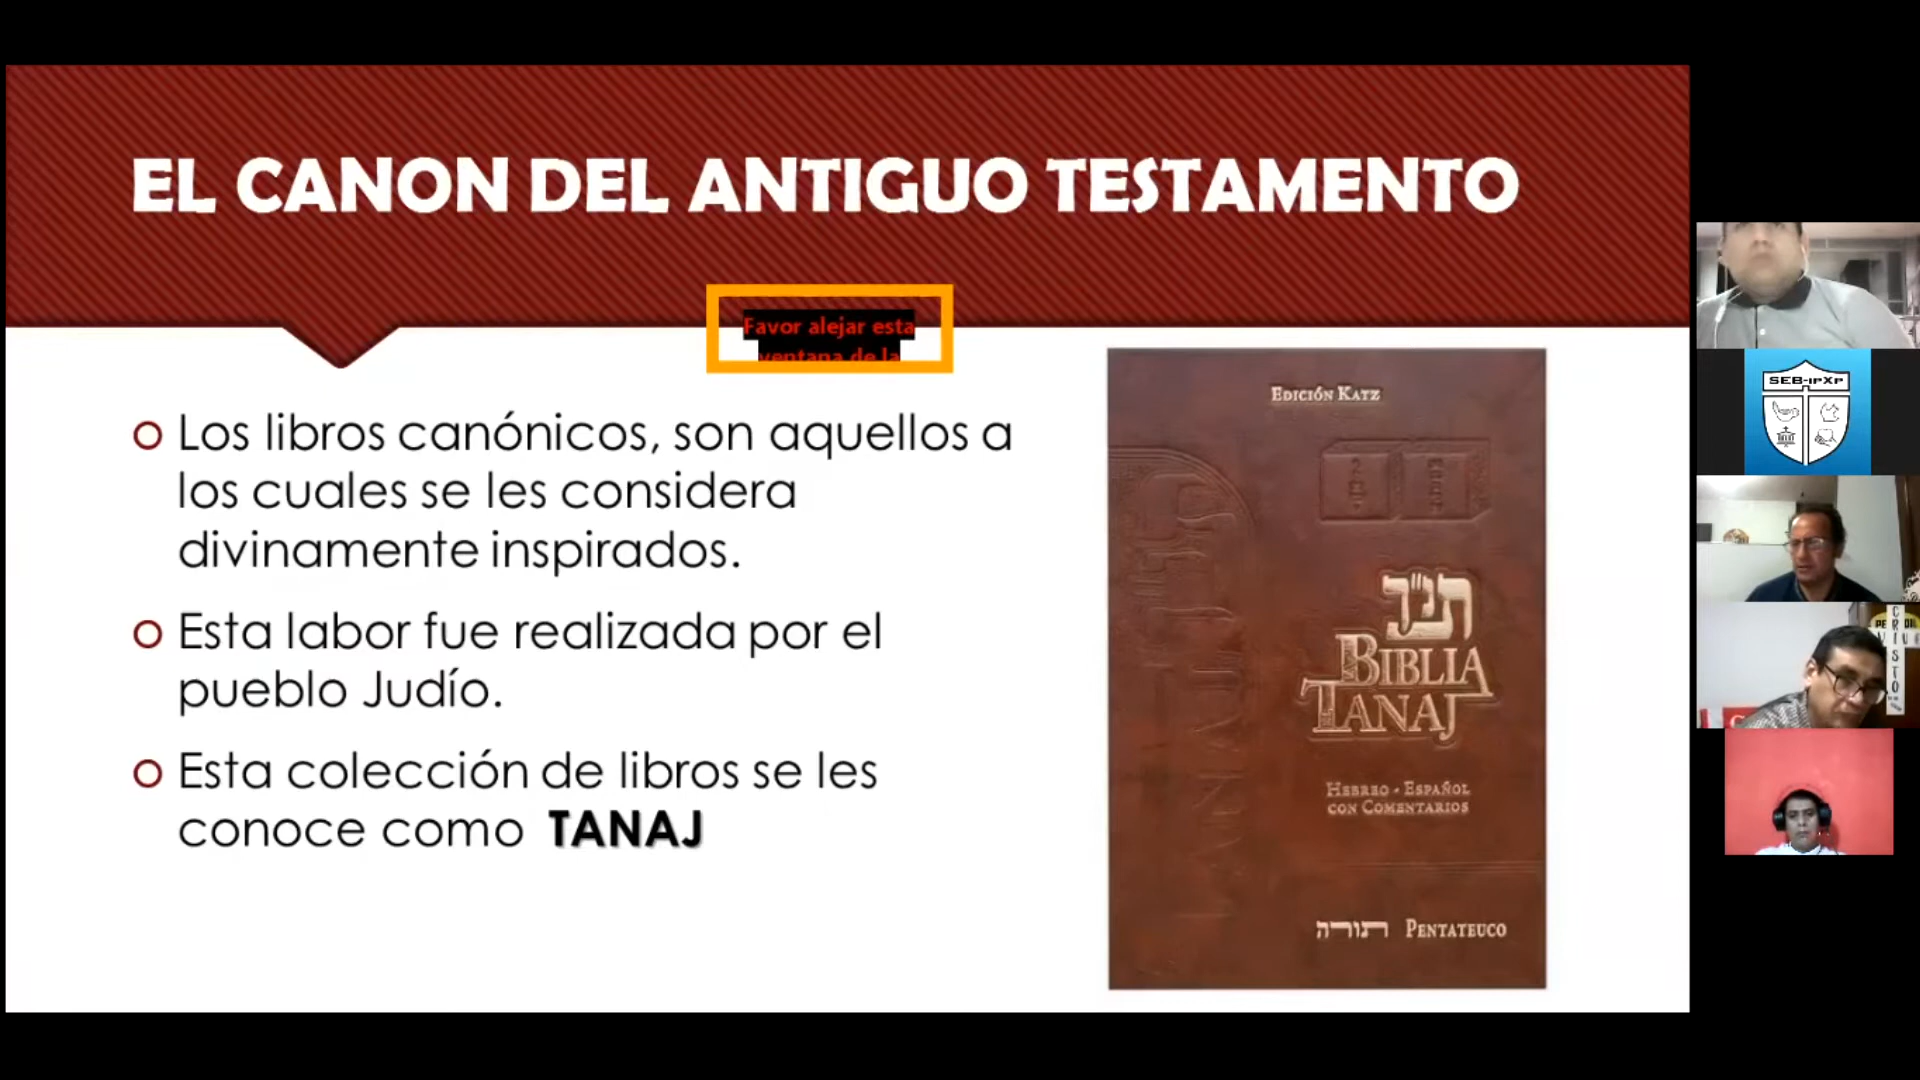 EL CANON DEL ANTIGUO TESTAMENTO
Favor alejar esta
ventana de la
o Los libros canónicos, son aquellos a
los cuales se les considera
divinamente inspirados.
o Esta labor fue realizada por el
pueblo Judío.
o Esta colección de libros se les
conoce como TANAJ
EDICIÓN KATZ
תנ״ך
BIBLIA
TANAJ
HEBREO - ESPAÑOL
CON COMENTARIOS
תורה PENTATEUCO
SEB-IPXP
CRISTO